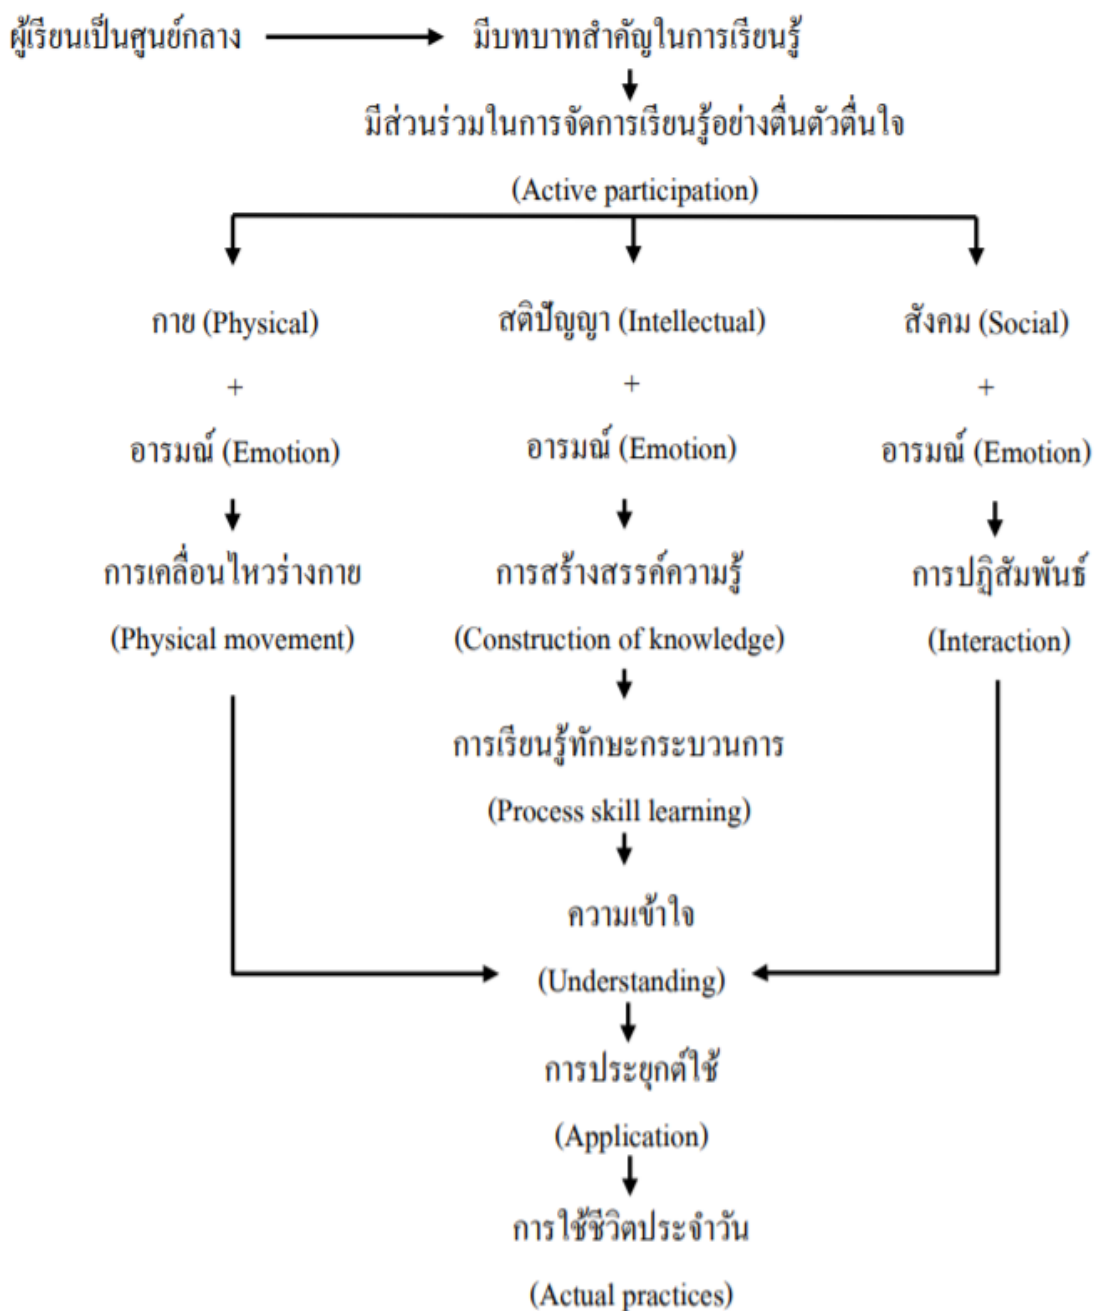 ผู้เรียนเป็นศูนย์กลาง มีบทบาทสำคัญในการเรียนรู้
มีส่วนร่วมในการจัดการเรียนรู้อย่างตื่นตัวตื่นใจ
(Active participation)
กาย (Physical) สติปัญญา (Intellectual) สังคม (Social)
+ + +
อารมณ์ (Emotion) อารมณ์ (Emotion) อารมณ์ (Emotion)
การเคลื่อนไหวร่างกาย การสร้างสรรค์ความรู้ การปฏิสัมพันธ์
(Physical movement) (Construction of knowledge) (Interaction)
การเรียนรู้ทักษะกระบวนการ
(Process skill learning)
ความเข้าใจ
(Understanding)
การประยุกต์ใช้
(Application)
การใช้ชีวิตประจำวัน
(Actual practices)